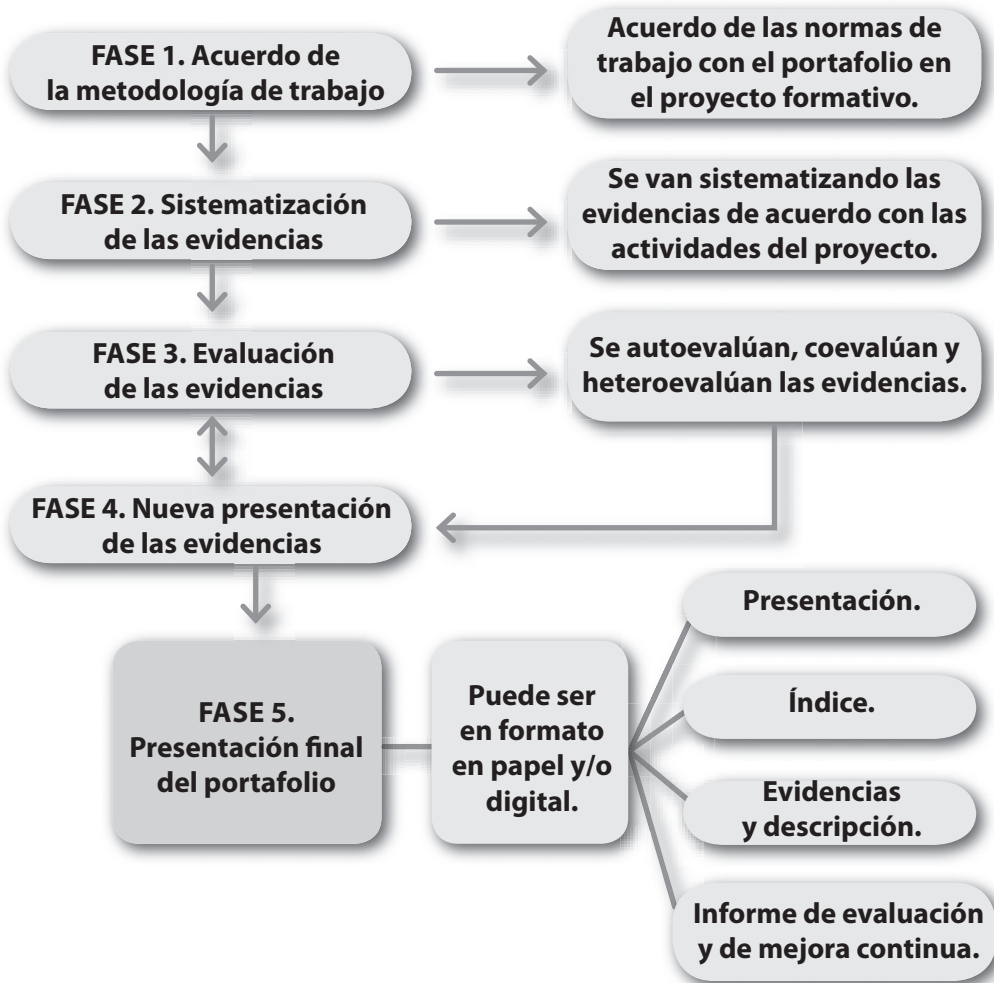 FASE 1. Acuerdo de
la metodología de trabajo
Acuerdo de las normas de
trabajo con el portafolio en
el proyecto formativo.
FASE 2. Sistematización
de las evidencias
Se van sistematizando las
evidencias de acuerdo con las
actividades del proyecto.
FASE 3. Evaluación
de las evidencias
Se autoevalúan, coevalúan y
heteroevalúan las evidencias.
FASE 4. Nueva presentación
de las evidencias
FASE 5.
Presentación final
del portafolio
Puede ser
en formato
en papel y/o
digital.
Presentación.
Índice.
Evidencias
y descripción.
Informe de evaluación
y de mejora continua.